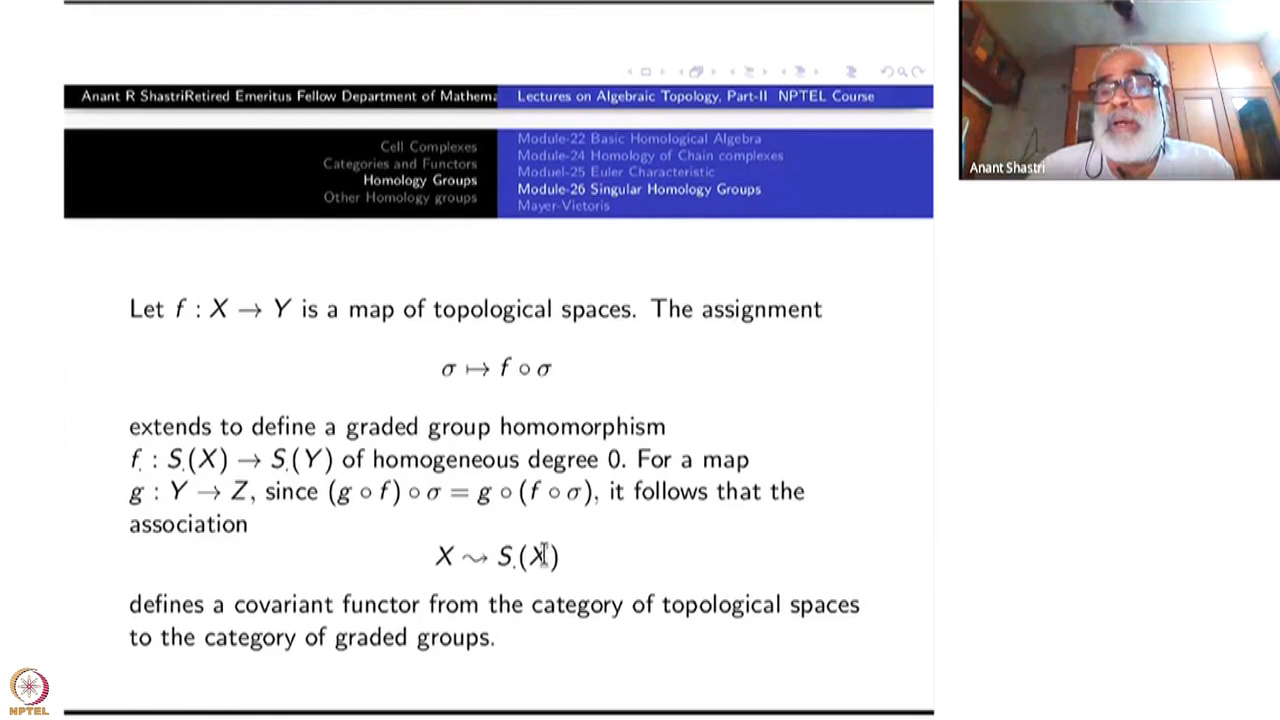 Anant R ShastriRetired Emeritus Fellow Department of Mathema
Lectures on Algebraic Topology, Part-II NPTEL Course
Cell Complexes
Categories and Functors
Homology Groups
Other Homology groups
Module-22 Basic Homological Algebra
Module-24 Homology of Chain complexes
Moduel-25 Euler Characteristic
Module-26 Singular Homology Groups
Mayer-Vietoris
Anant Shastri
Let f : X → Y is a map of topological spaces. The assignment
σ ↦ f ∘ σ
extends to define a graded group homomorphism
f. : S.(X) → S.(Y) of homogeneous degree 0. For a map
g : Y → Z, since (g ∘ f) ∘ σ = g ∘ (f ∘ σ), it follows that the
association
X ⇝ S.(X)
defines a covariant functor from the category of topological spaces
to the category of graded groups.
NPTEL